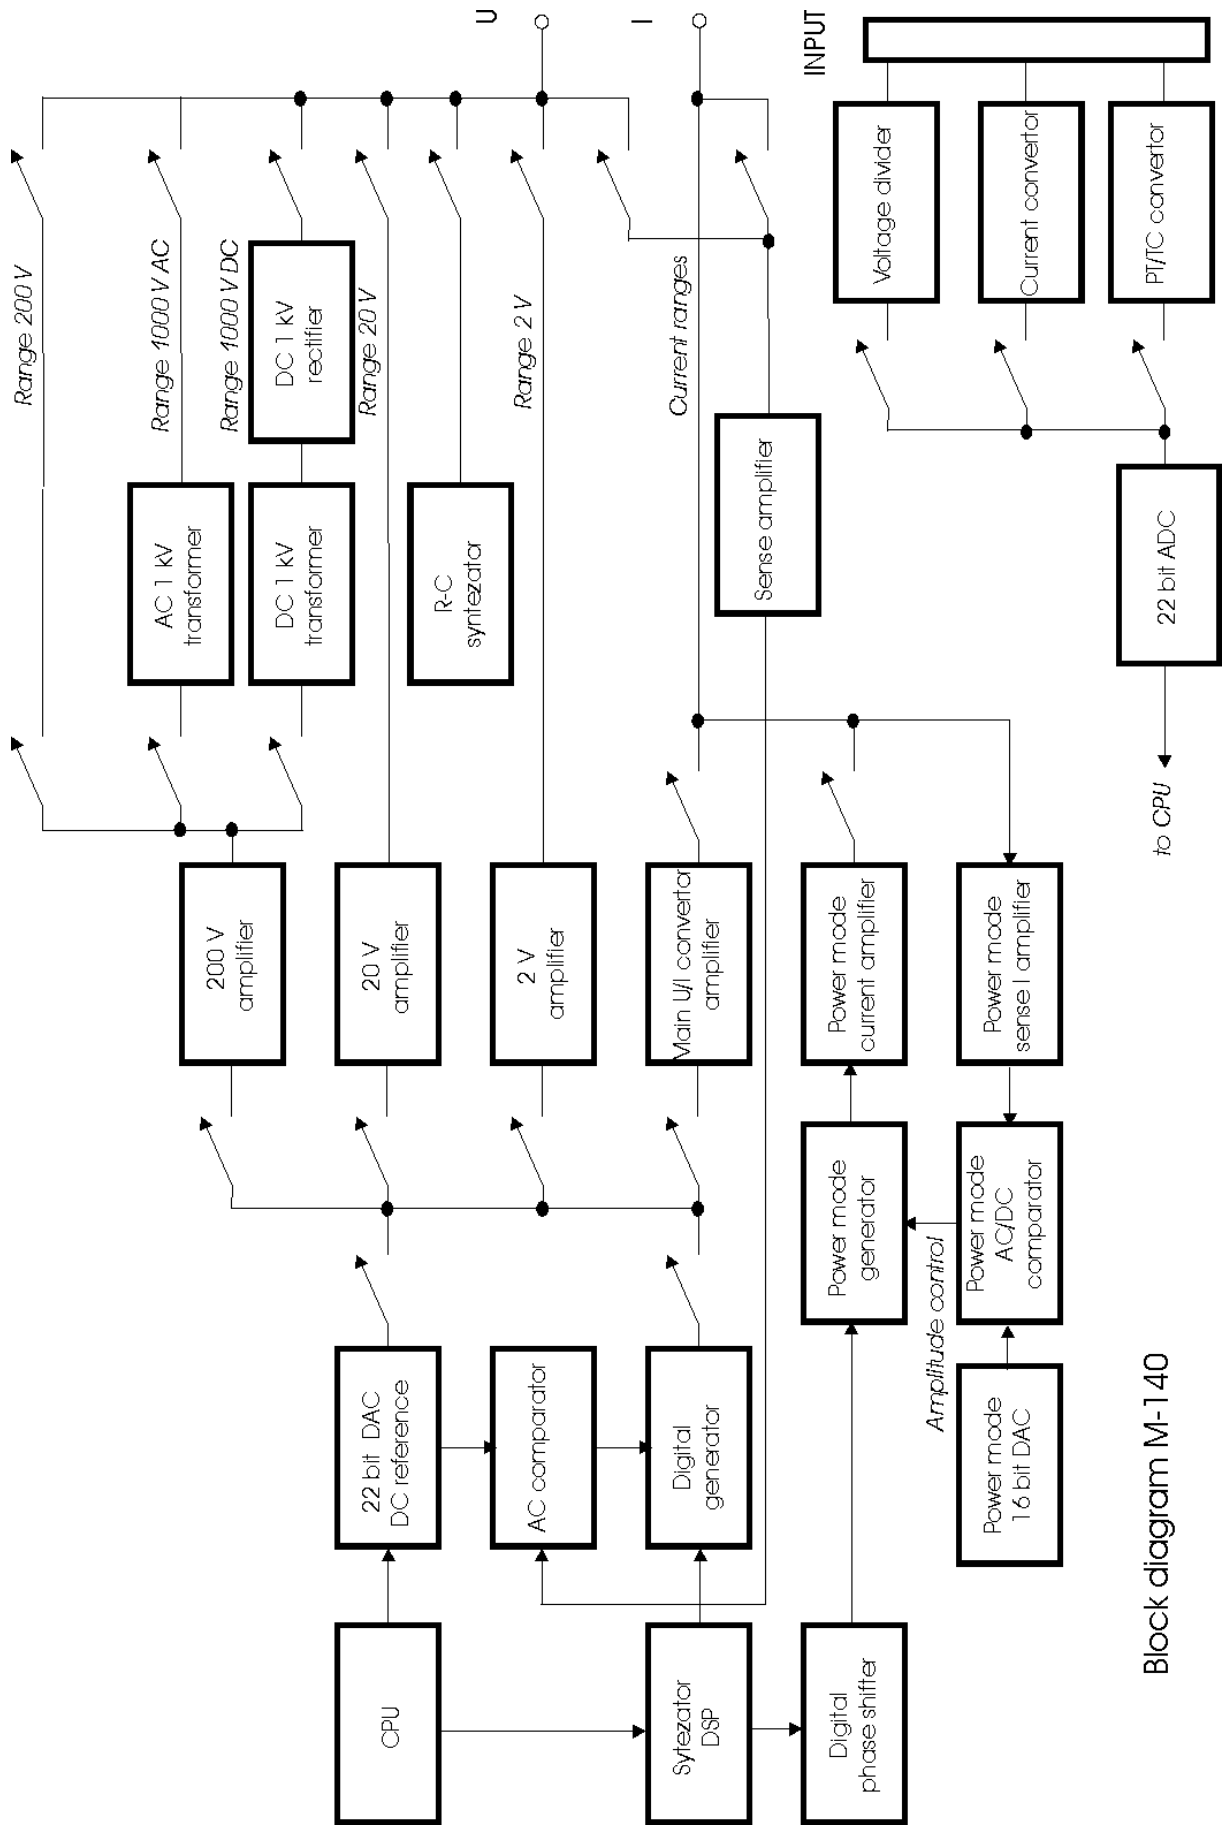 Range 200 V
Range 1000 V AC
Range 1000 V DC
Range 20 V
Range 2 V
Current ranges
U
I
INPUT
200 V
amplifier
AC 1 kV
transformer
DC 1 kV
transformer
DC 1 kV
rectifier
22 bit DAC
DC reference
20 V
amplifier
R-C
syntezator
CPU
AC comparator
2 V
amplifier
Sytezator
DSP
Digital
generator
Main U/I convertor
amplifier
Sense amplifier
Digital
phase shifter
Power mode
generator
Power mode
current amplifier
Voltage divider
Amplitude control
Power mode
16 bit DAC
Power mode
AC/DC
comparator
Power mode
sense I amplifier
Current convertor
to CPU
22 bit ADC
PT/TC convertor
Block diagram M-140